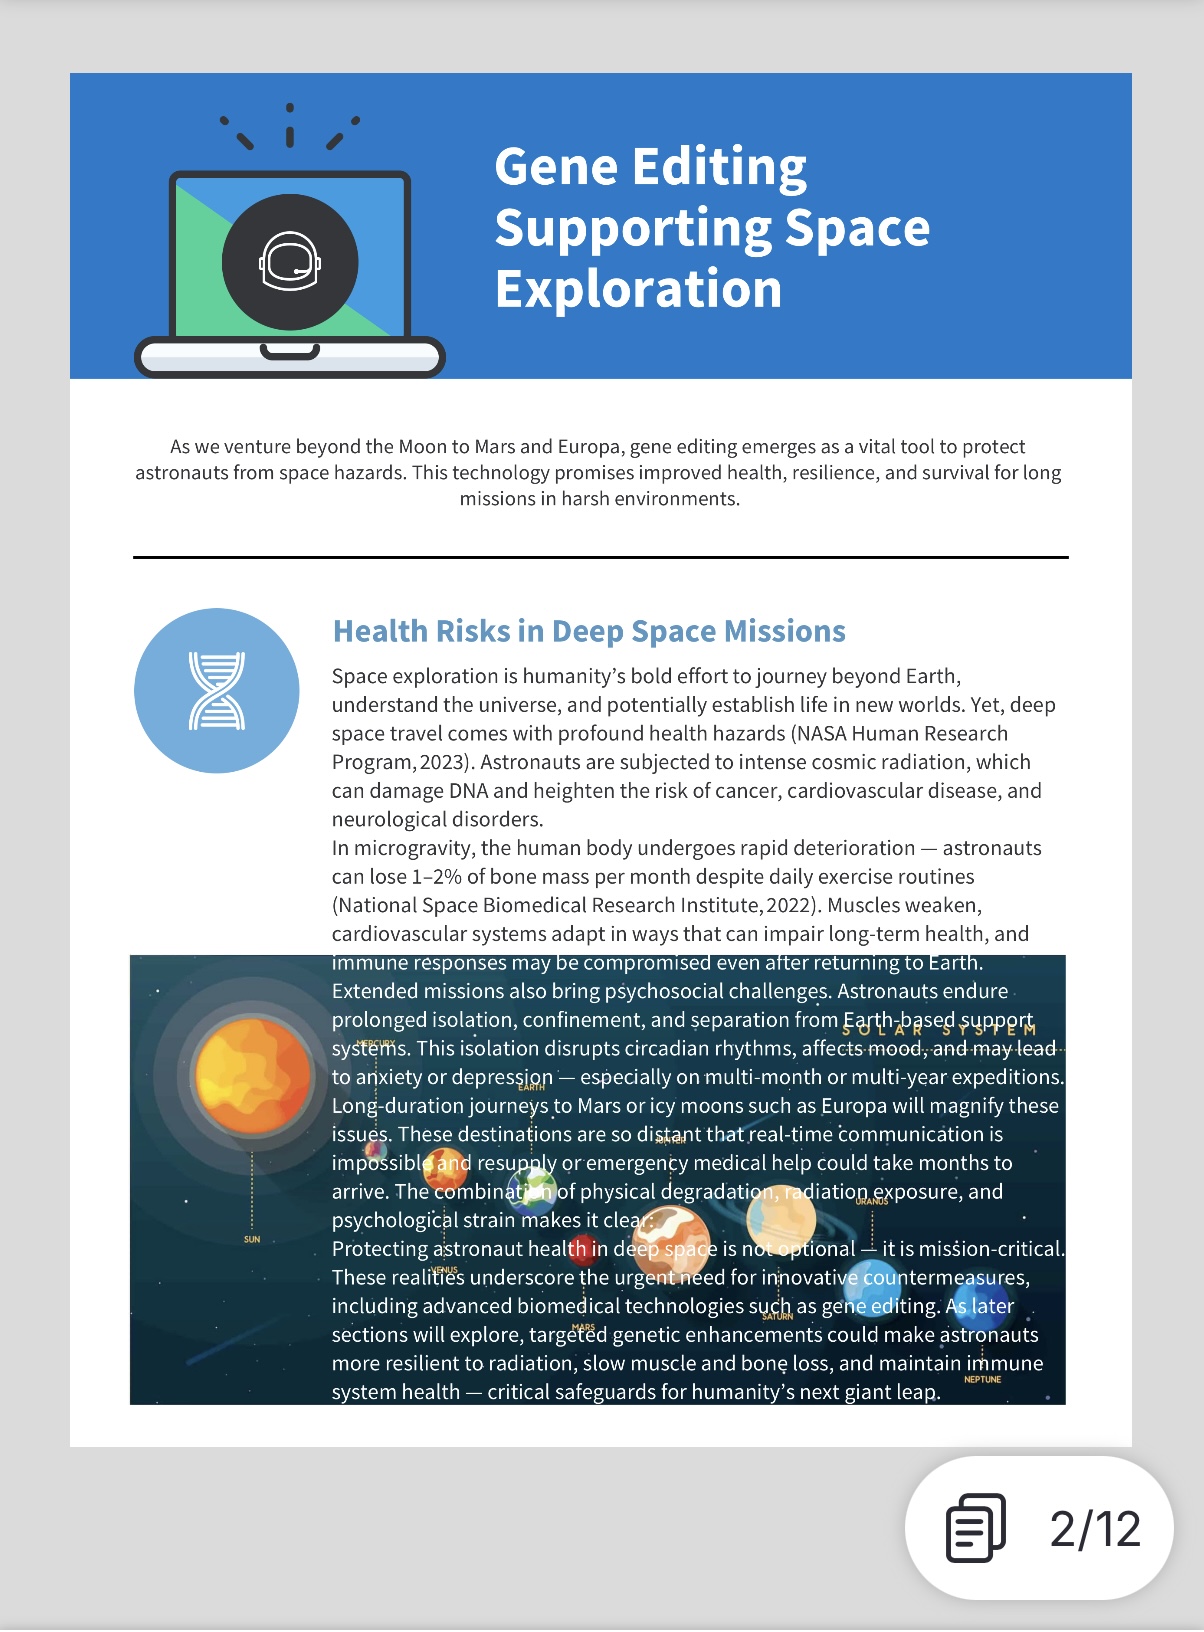 Gene Editing
Supporting Space
Exploration
As we venture beyond the Moon to Mars and Europa, gene editing emerges as a vital tool to protect
astronauts from space hazards. This technology promises improved health, resilience, and survival for long
missions in harsh environments.
Health Risks in Deep Space Missions
Space exploration is humanity’s bold effort to journey beyond Earth,
understand the universe, and potentially establish life in new worlds. Yet, deep
space travel comes with profound health hazards (NASA Human Research
Program, 2023). Astronauts are subjected to intense cosmic radiation, which
can damage DNA and heighten the risk of cancer, cardiovascular disease, and
neurological disorders.
In microgravity, the human body undergoes rapid deterioration — astronauts
can lose 1–2% of bone mass per month despite daily exercise routines
(National Space Biomedical Research Institute, 2022). Muscles weaken,
cardiovascular systems adapt in ways that can impair long-term health, and
immune responses may be compromised even after returning to Earth.
Extended missions also bring psychosocial challenges. Astronauts endure
prolonged isolation, confinement, and separation from Earth-based support
systems. This isolation disrupts circadian rhythms, affects mood, and may lead
to anxiety or depression — especially on multi-month or multi-year expeditions.
Long-duration journeys to Mars or icy moons such as Europa will magnify these
issues. These destinations are so distant that real-time communication is
impossible and resupply or emergency medical help could take months to
arrive. The combination of physical degradation, radiation exposure, and
psychological strain makes it clear:
Protecting astronaut health in deep space is not optional — it is mission-critical.
These realities underscore the urgent need for innovative countermeasures,
including advanced biomedical technologies such as gene editing. As later
sections will explore, targeted genetic enhancements could make astronauts
more resilient to radiation, slow muscle and bone loss, and maintain immune
system health — critical safeguards for humanity’s next giant leap.
SOLAR SYSTEM
MERCURY
EARTH
JUPITER
URANUS
SUN
VENUS
SATURN
MARS
NEPTUNE
2/12